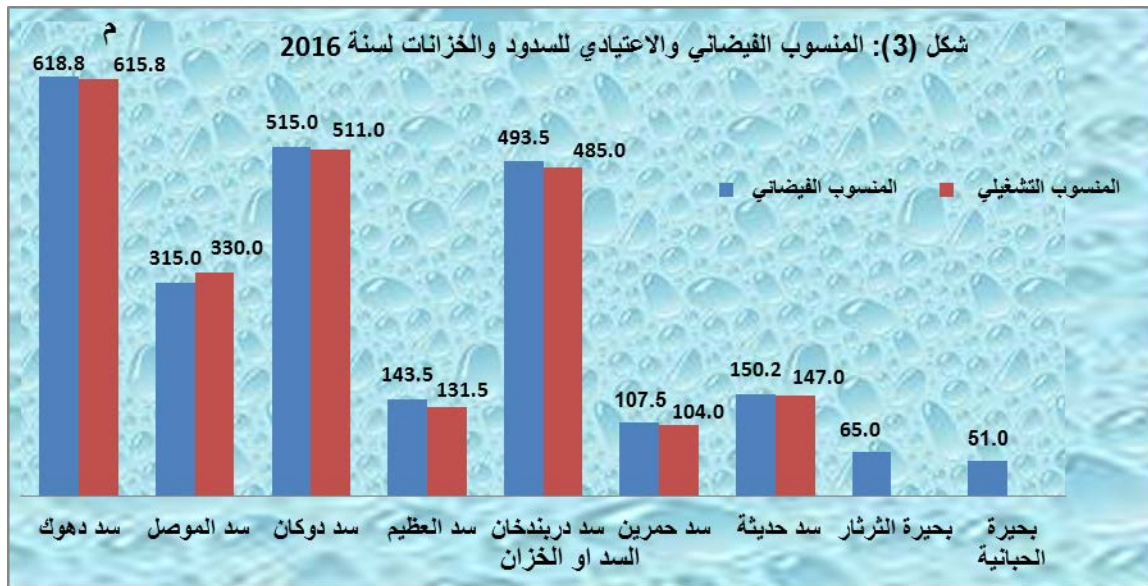 م
شكل (3): المنسوب الفيضاني والاعتيادي للسدود والخزانات لسنة 2016
618.8 615.8
315.0 330.0
515.0 511.0
143.5 131.5
493.5 485.0
107.5 104.0
150.2 147.0
65.0
51.0
المنسوب الفيضاني
المنسوب التشغيلي
سد دهوك
سد الموصل
سد دوكان
سد العظيم
سد دربندخان
سد حمرين
سد حديثة
بحيرة الثرثار
بحيرة
الحبانية
السد او الخزان